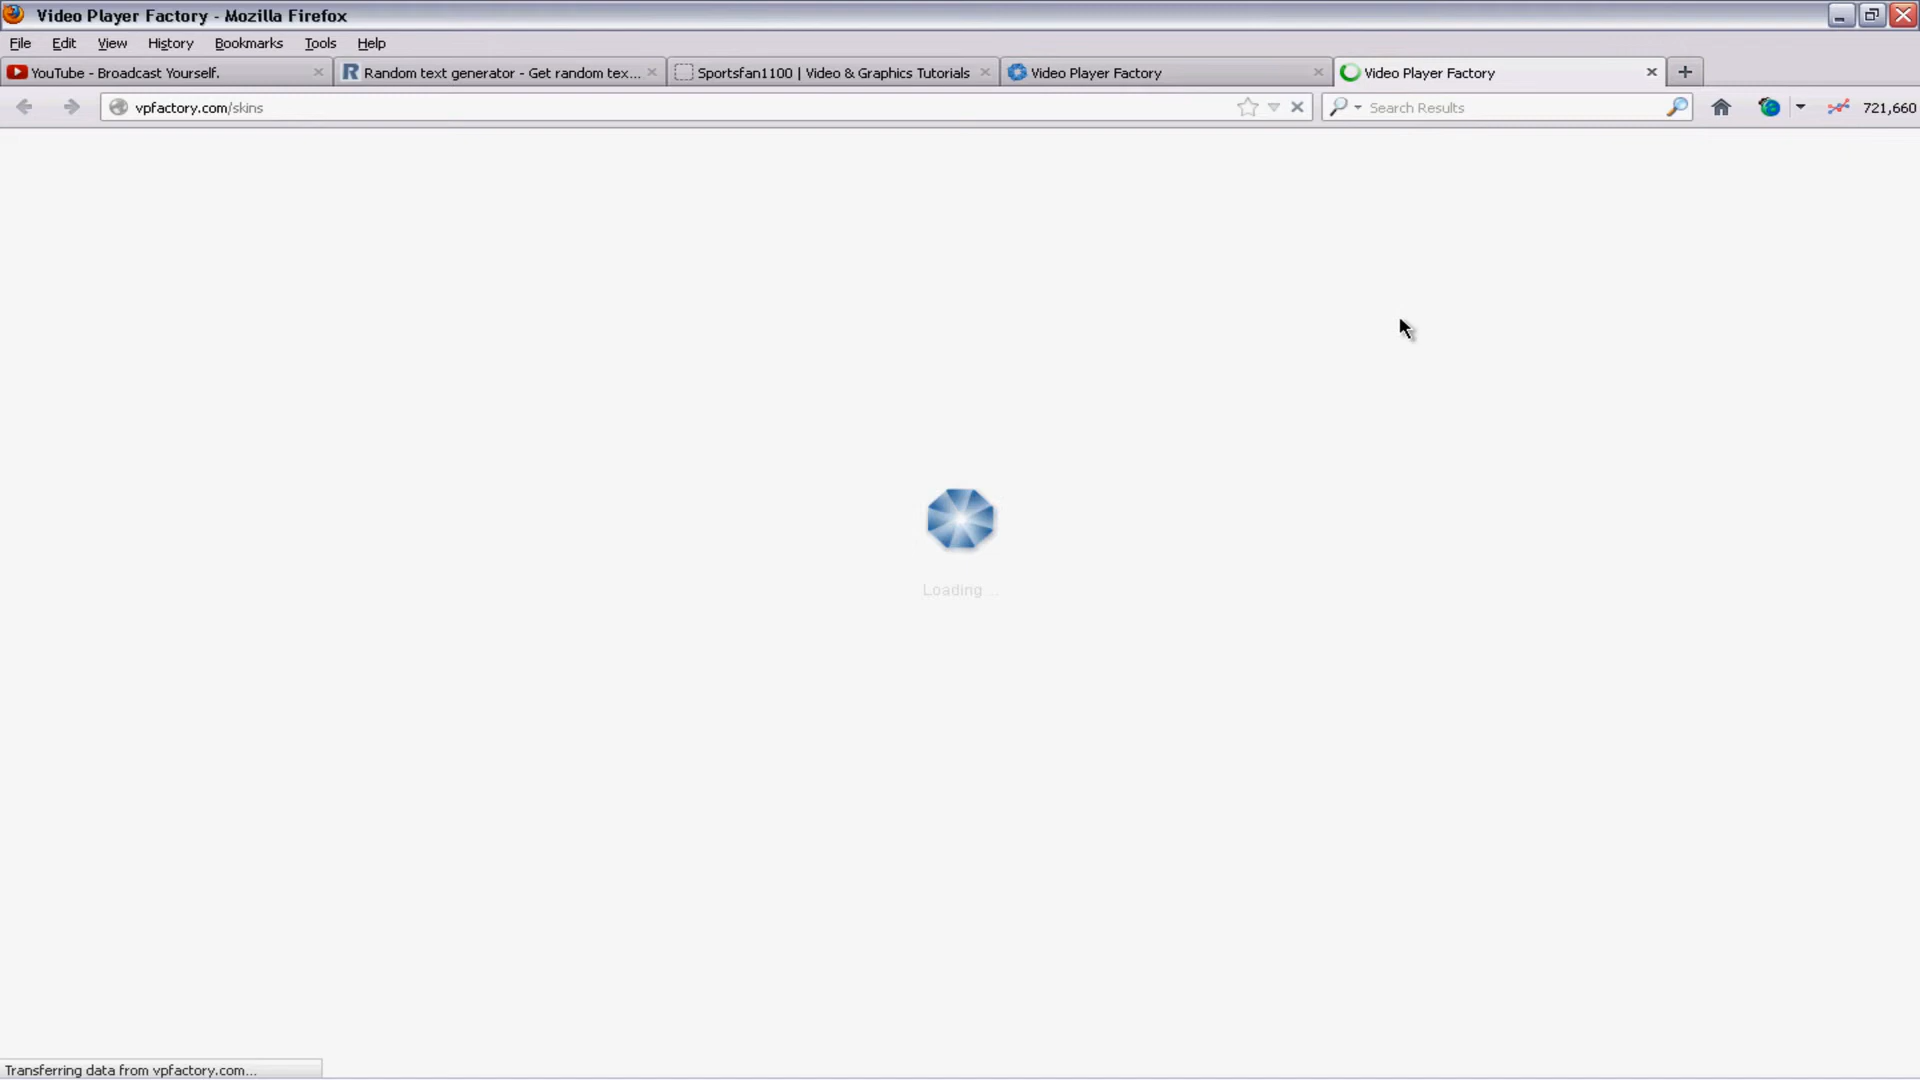 Video Player Factory - Mozilla Firefox
File Edit View History Bookmarks Tools Help
YouTube - Broadcast Yourself. Random text generator - Get random tex... Sportsfan1100 | Video & Graphics Tutorials Video Player Factory Video Player Factory
vpfactory.com/skins Search Results 721,660
Loading ...
Transferring data from vpfactory.com...